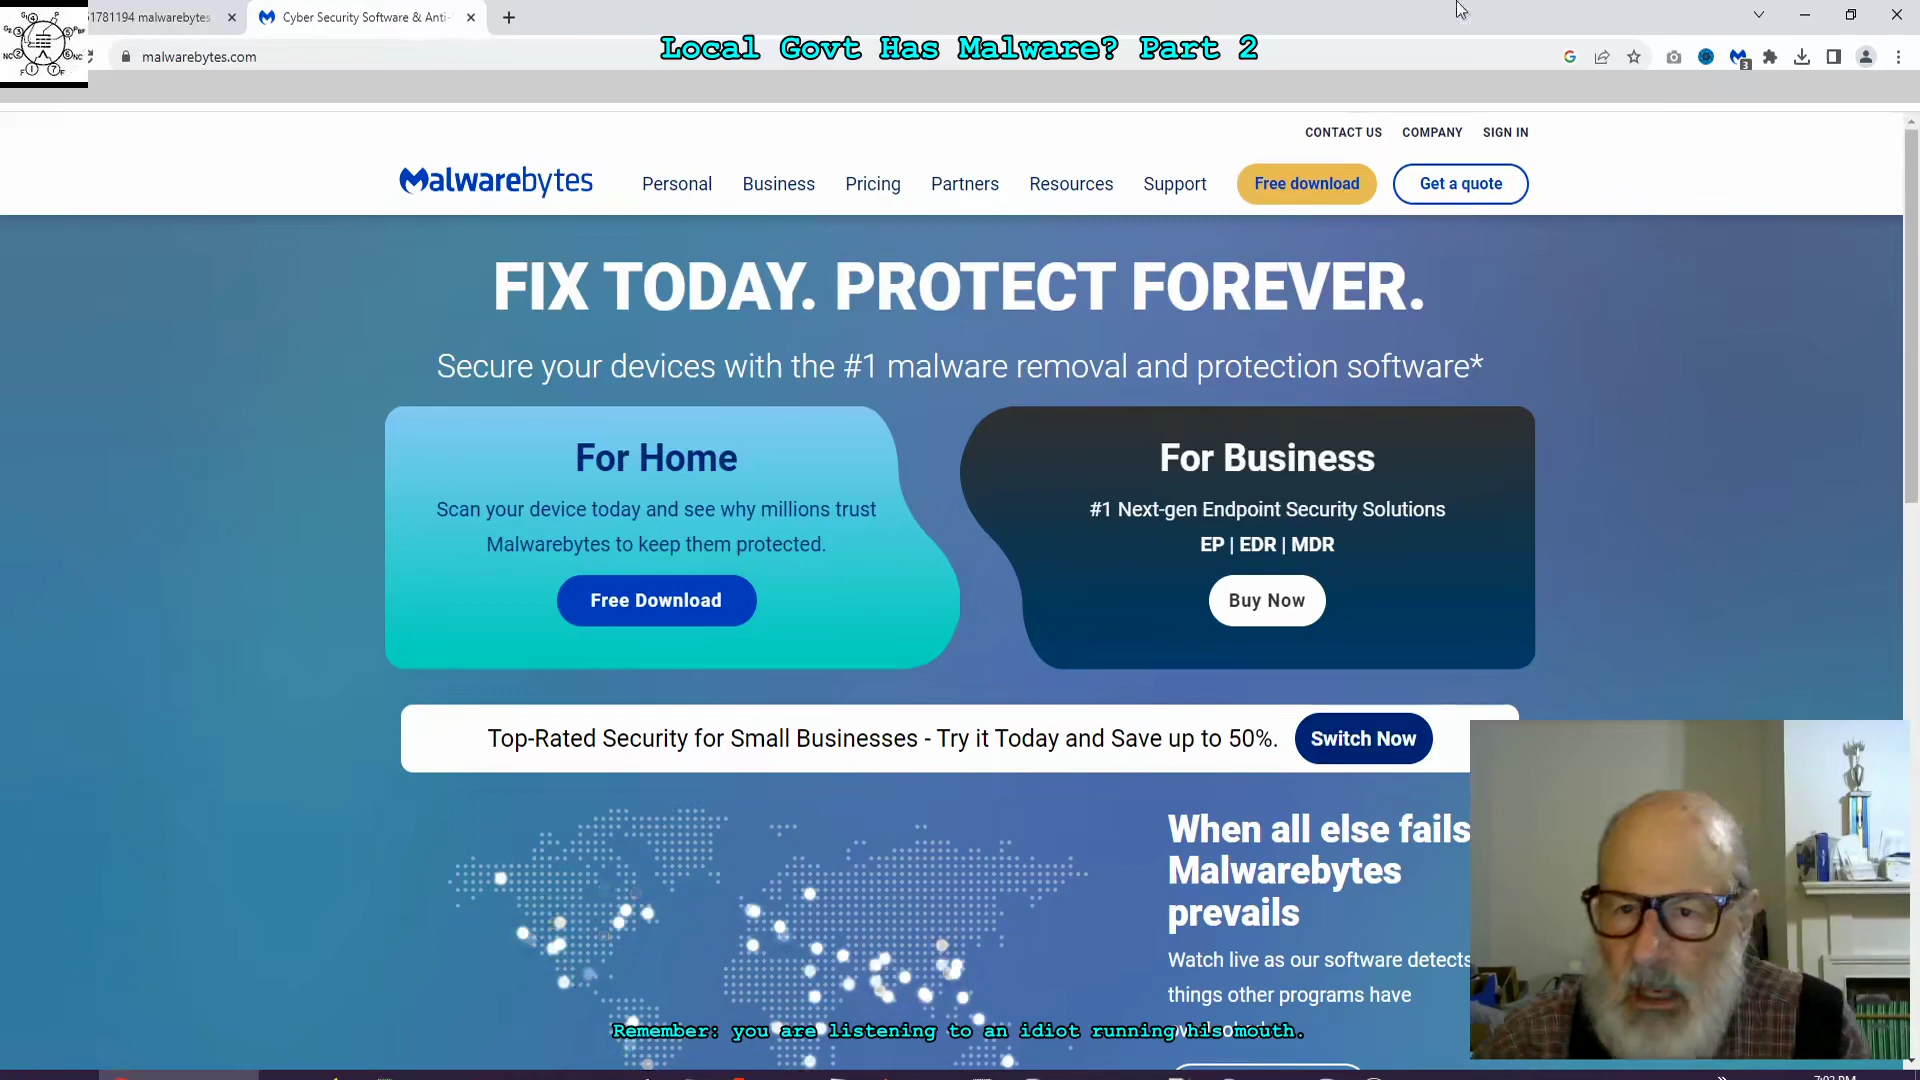 51781194 malwarebytes
Cyber Security Software & Anti-
malwarebytes.com
Local Govt Has Malware? Part 2
CONTACT US COMPANY SIGN IN
Malwarebytes
Personal Business Pricing Partners Resources Support Free download Get a quote
FIX TODAY. PROTECT FOREVER.
Secure your devices with the #1 malware removal and protection software*
For Home
Scan your device today and see why millions trust
Malwarebytes to keep them protected.
Free Download
For Business
#1 Next-gen Endpoint Security Solutions
EP | EDR | MDR
Buy Now
Top-Rated Security for Small Businesses - Try it Today and Save up to 50%. Switch Now
When all else fails
Malwarebytes
prevails
Watch live as our software detects
things other programs have
Remember: you are listening to an idiot running his mouth.